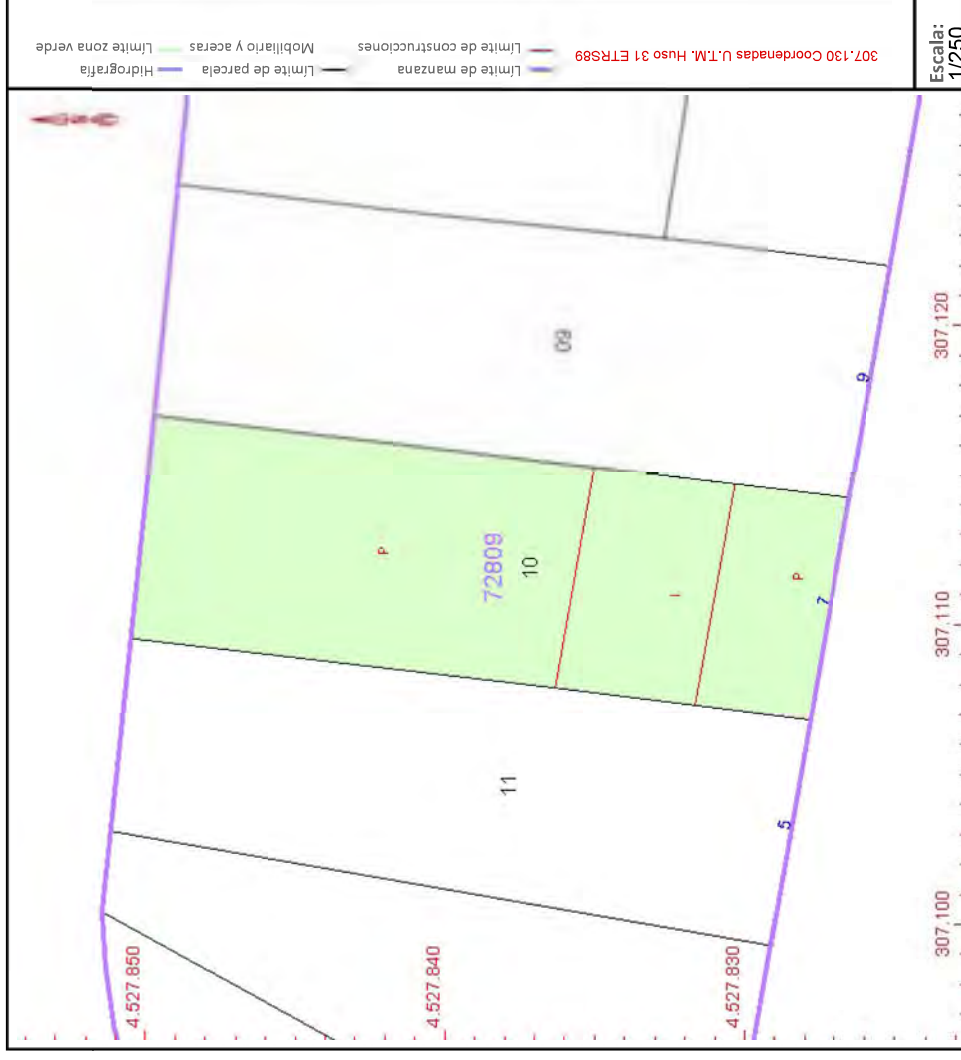 Límite de manzana
Límite de construcciones
Límite de parcela
Mobiliario y aceras
Hidrografía
Límite zona verde
307.130 Coordenadas U.T.M. Huso 31 ETRS89
Escala:
1/250
09
P
72809
10
I
P
11
9
7
5
4.527.850
4.527.840
4.527.830
307.120
307.110
307.100